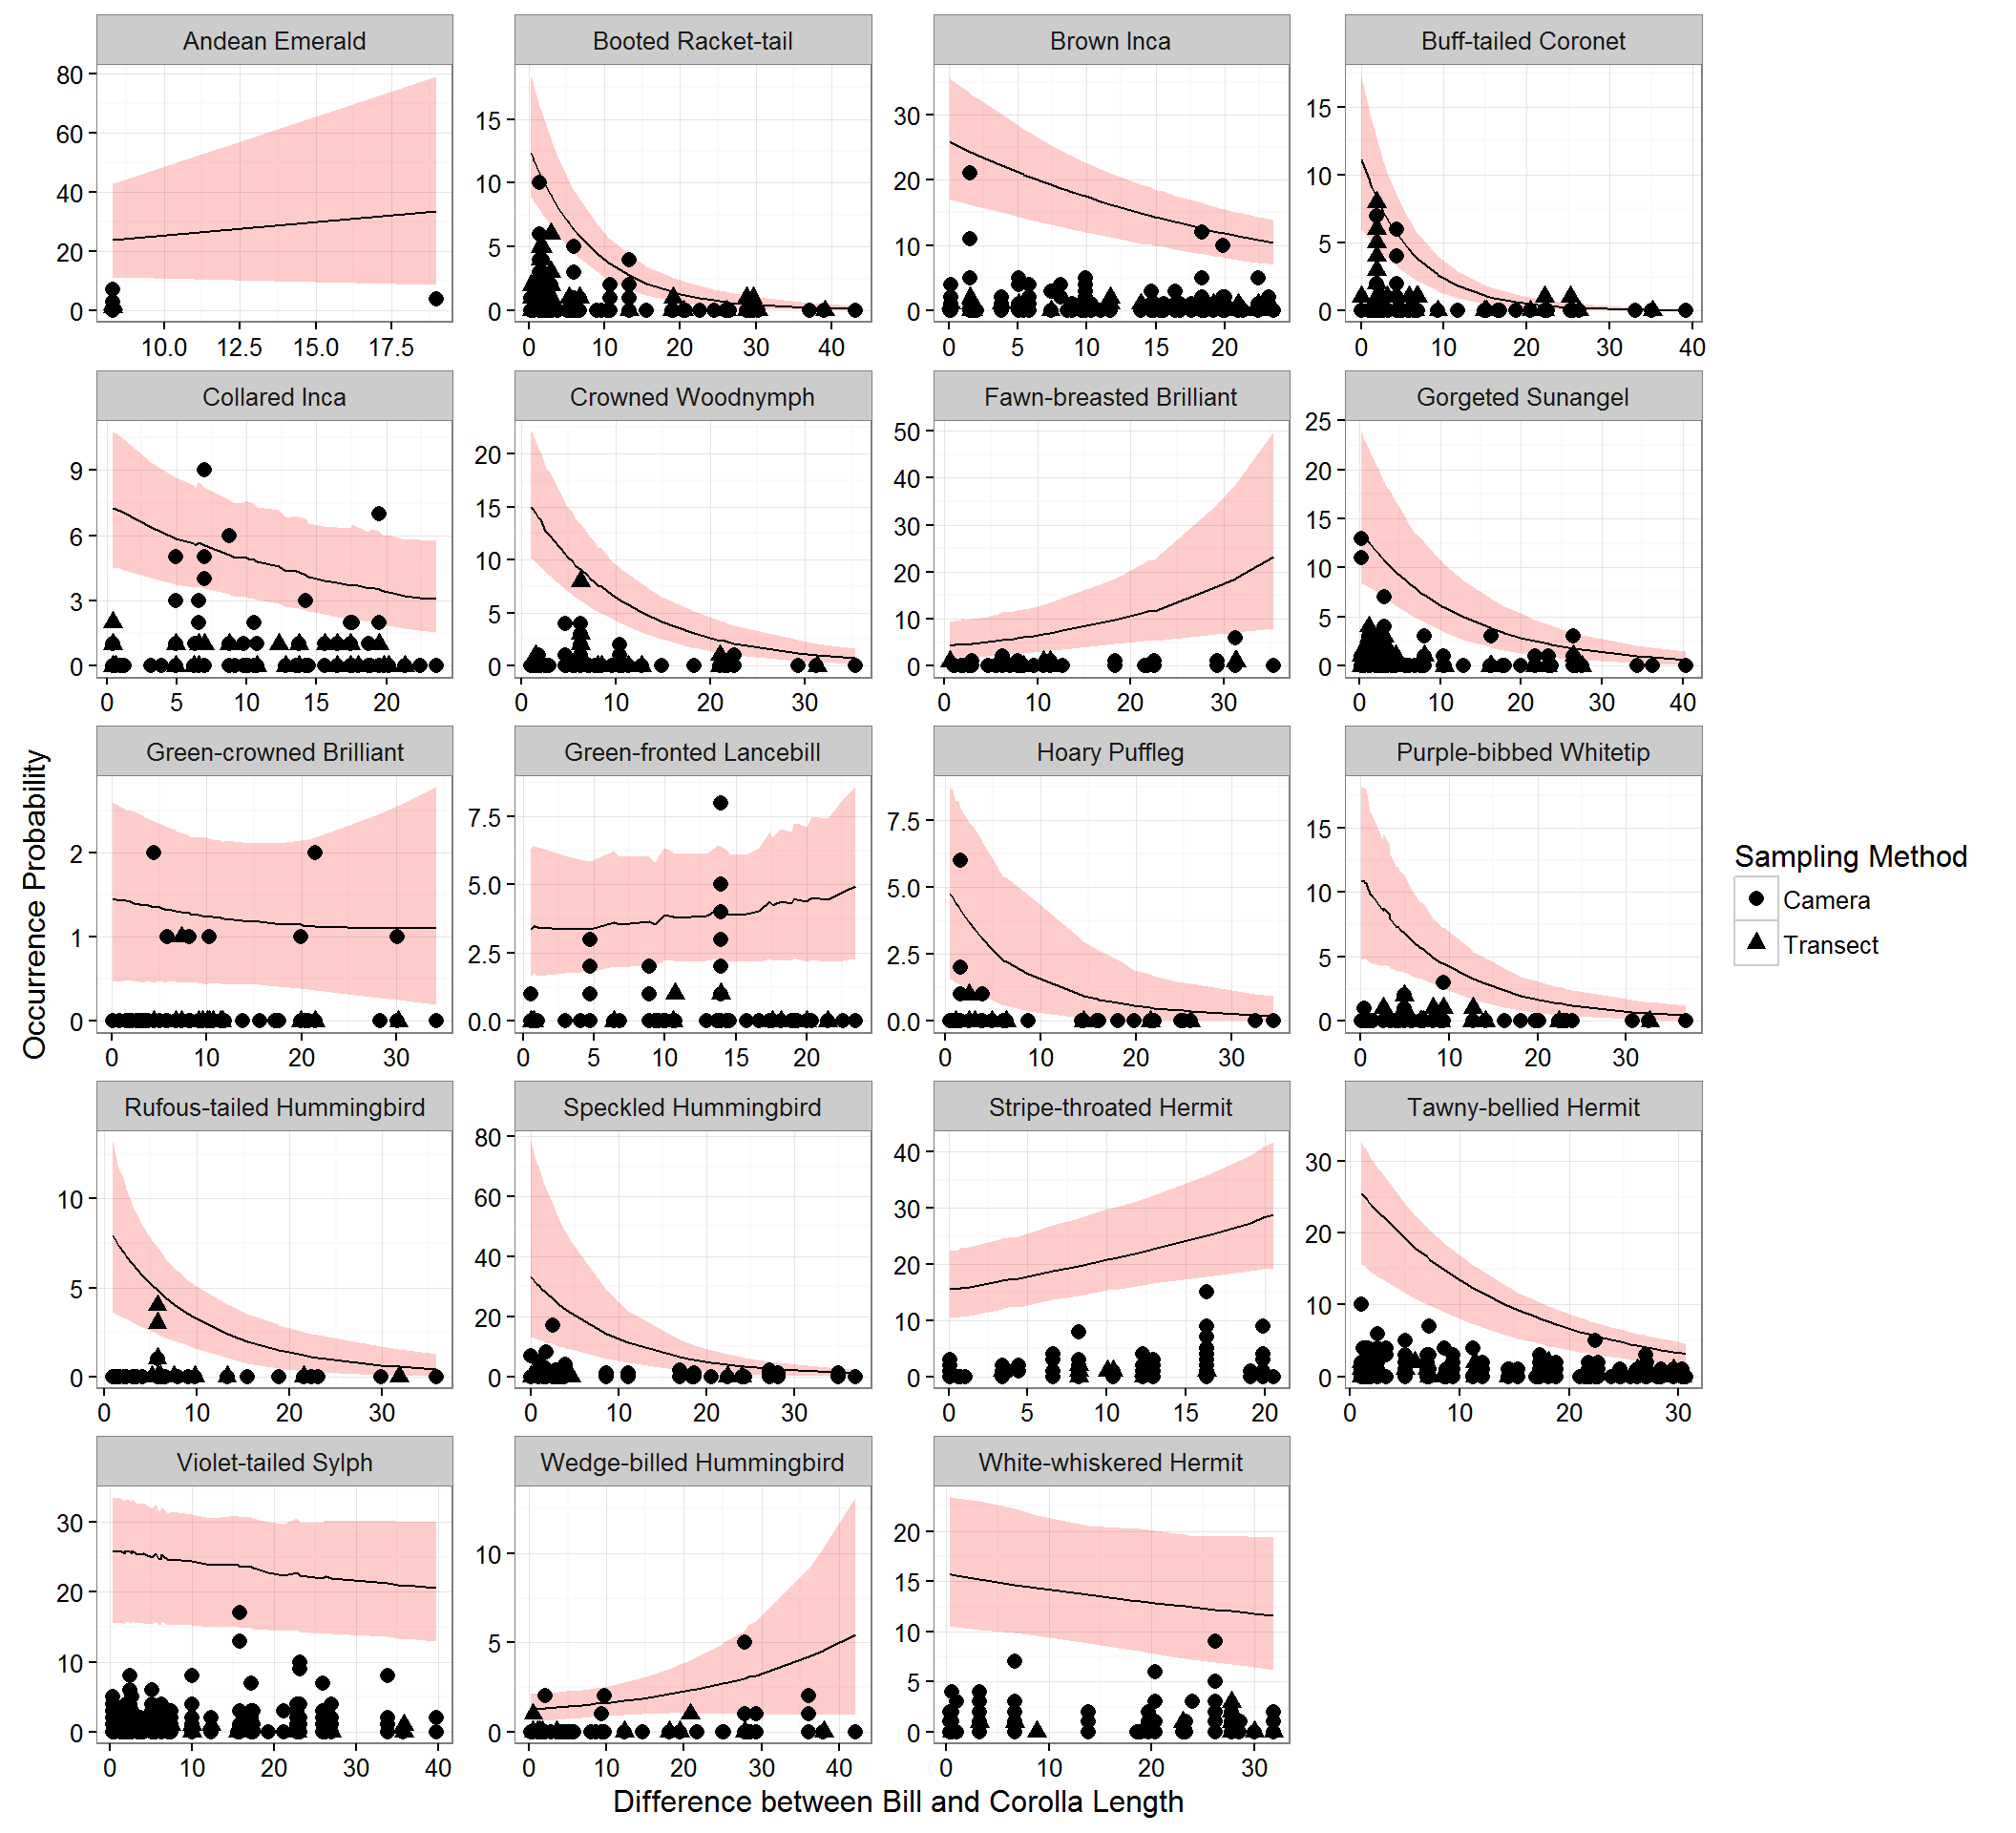 Andean Emerald Booted Racket-tail Brown Inca Buff-tailed Coronet
80 60 40 20 0
15 10 5 0
30 20 10 0
15 10 5 0
10.0 12.5 15.0 17.5
0 10 20 30 40
0 5 10 15 20
0 10 20 30 40
Collared Inca Crowned Woodnymph Fawn-breasted Brilliant Gorgeted Sunangel
9 6 3 0
20 15 10 5 0
50 40 30 20 10 0
25 20 15 10 5 0
0 5 10 15 20
0 10 20 30
0 10 20 30
0 10 20 30 40
Green-crowned Brilliant Green-fronted Lancebill Hoary Puffleg Purple-bibbed Whitetip
2 1 0
7.5 5.0 2.5 0.0
7.5 5.0 2.5 0.0
15 10 5 0
0 10 20 30
0 5 10 15 20
0 10 20 30
0 10 20 30
Rufous-tailed Hummingbird Speckled Hummingbird Stripe-throated Hermit Tawny-bellied Hermit
10 5 0
80 60 40 20 0
40 30 20 10 0
30 20 10 0
0 10 20 30
0 10 20 30
0 5 10 15 20
0 10 20 30
Violet-tailed Sylph Wedge-billed Hummingbird White-whiskered Hermit
30 20 10 0
10 5 0
20 15 10 5 0
0 10 20 30 40
0 10 20 30 40
0 10 20 30
Occurrence Probability
Difference between Bill and Corolla Length
Sampling Method
Camera
Transect